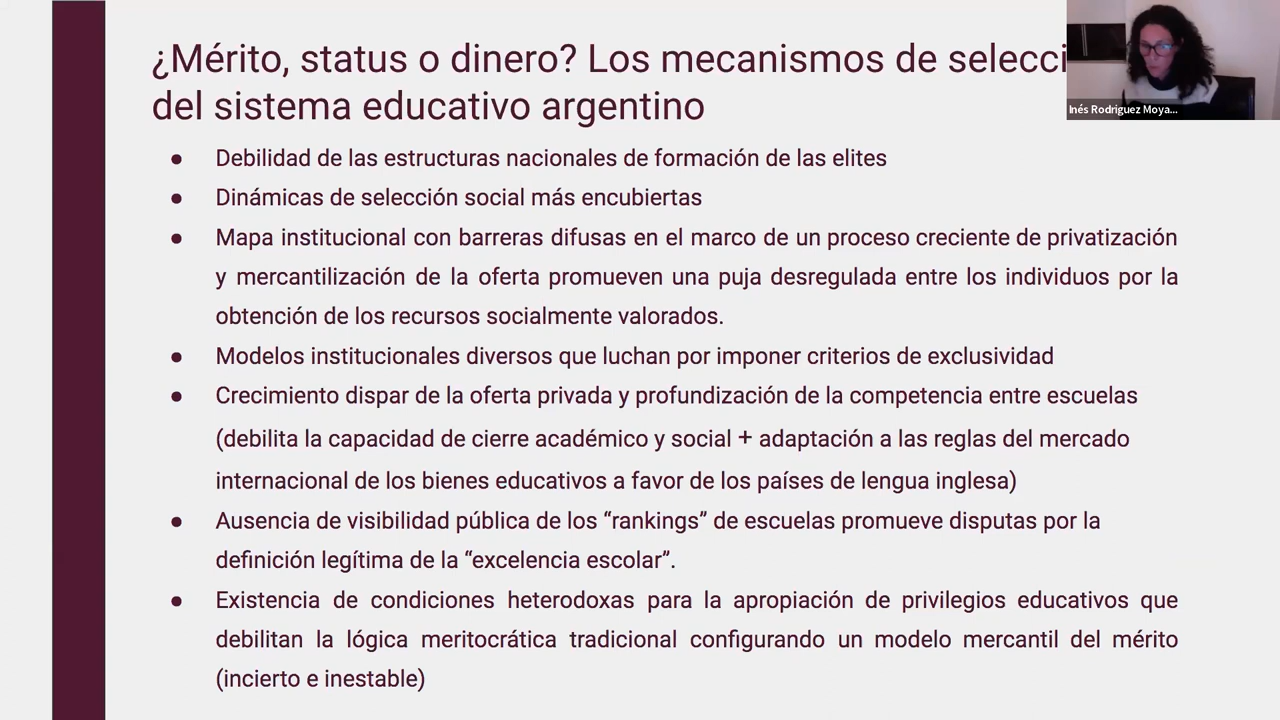 ¿Mérito, status o dinero? Los mecanismos de selecci
del sistema educativo argentino
Inés Rodriguez Moya...
● Debilidad de las estructuras nacionales de formación de las elites
● Dinámicas de selección social más encubiertas
● Mapa institucional con barreras difusas en el marco de un proceso creciente de privatización
y mercantilización de la oferta promueven una puja desregulada entre los individuos por la
obtención de los recursos socialmente valorados.
● Modelos institucionales diversos que luchan por imponer criterios de exclusividad
● Crecimiento dispar de la oferta privada y profundización de la competencia entre escuelas
(debilita la capacidad de cierre académico y social + adaptación a las reglas del mercado
internacional de los bienes educativos a favor de los países de lengua inglesa)
● Ausencia de visibilidad pública de los “rankings” de escuelas promueve disputas por la
definición legítima de la “excelencia escolar”.
● Existencia de condiciones heterodoxas para la apropiación de privilegios educativos que
debilitan la lógica meritocrática tradicional configurando un modelo mercantil del mérito
(incierto e inestable)